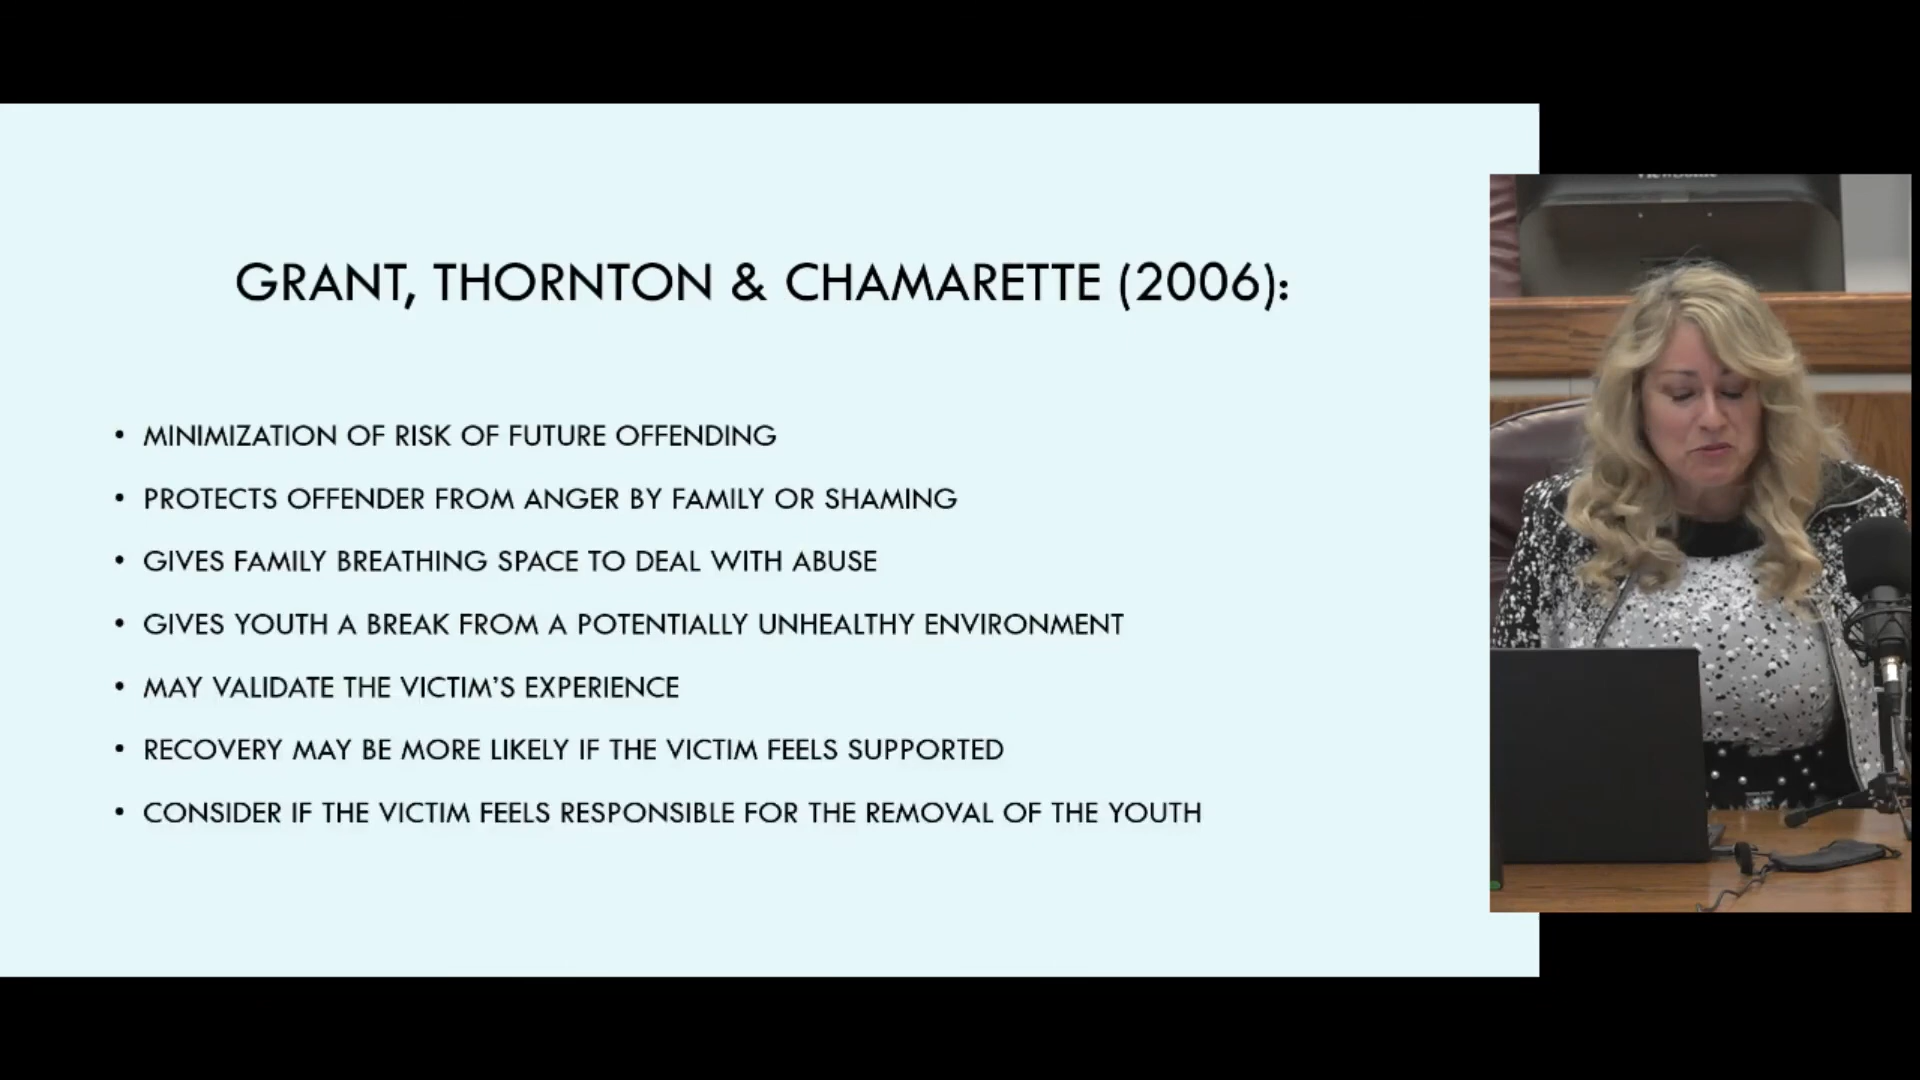 GRANT, THORNTON & CHAMARETTE (2006):
• MINIMIZATION OF RISK OF FUTURE OFFENDING
• PROTECTS OFFENDER FROM ANGER BY FAMILY OR SHAMING
• GIVES FAMILY BREATHING SPACE TO DEAL WITH ABUSE
• GIVES YOUTH A BREAK FROM A POTENTIALLY UNHEALTHY ENVIRONMENT
• MAY VALIDATE THE VICTIM’S EXPERIENCE
• RECOVERY MAY BE MORE LIKELY IF THE VICTIM FEELS SUPPORTED
• CONSIDER IF THE VICTIM FEELS RESPONSIBLE FOR THE REMOVAL OF THE YOUTH